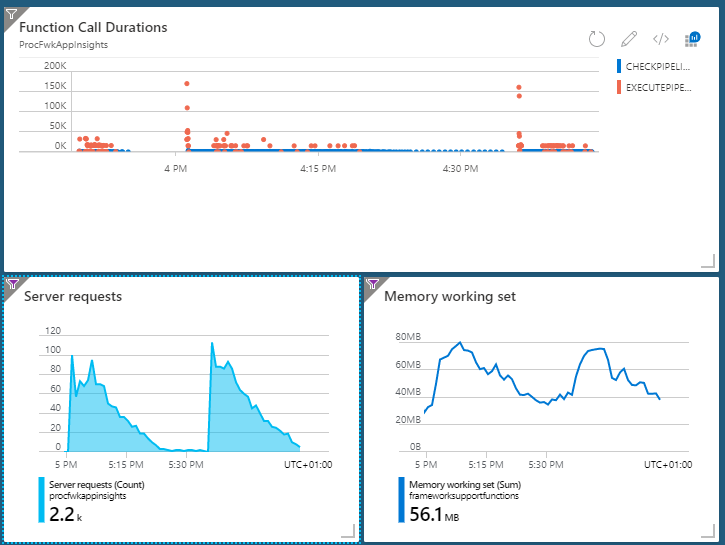 Function Call Durations
ProcFwkAppInsights
200K
150K
100K
50K
0K
4 PM
4:15 PM
4:30 PM
CHECKPIPELI...
EXECUTEPIPE...
Server requests
120
100
80
60
40
20
0
5 PM
5:15 PM
5:30 PM
UTC+01:00
Server requests (Count)
procfwkappinsights
2.2 k
Memory working set
80MB
60MB
40MB
20MB
0B
5 PM
5:15 PM
5:30 PM
UTC+01:00
Memory working set (Sum)
frameworksupportfunctions
56.1 MB